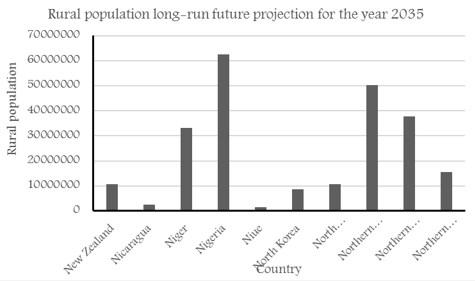 Rural population long-run future projection for the year 2035
70000000
60000000
50000000
40000000
30000000
20000000
10000000
0
Rural population
New Zealand
Nicaragua
Niger
Nigeria
Niue
North Korea
North...
Northern...
Northern...
Northern...
Country